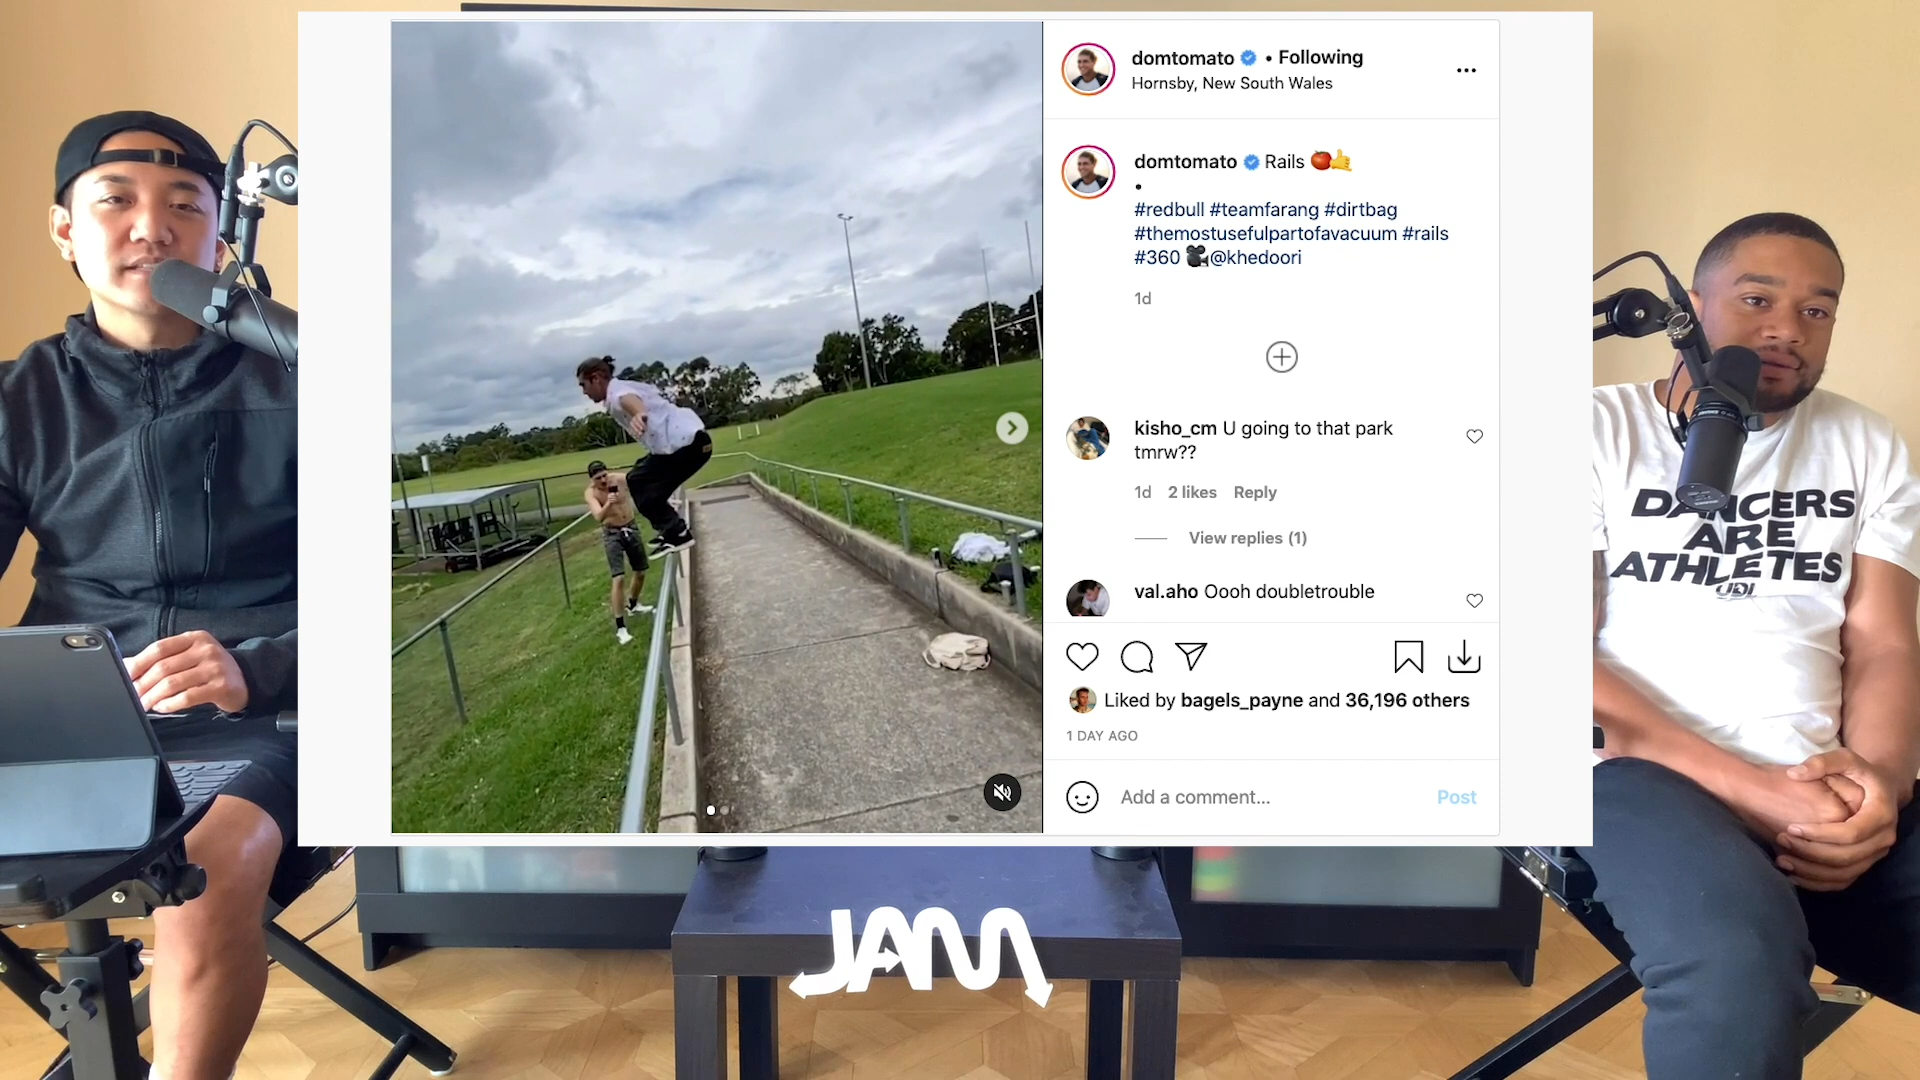 domtomato • Following
Hornsby, New South Wales
domtomato Rails 🍅🤙
•
#redbull #teamfarang #dirtbag
#themostusefulpartofavacuum #rails
#360 🎥@khedoori
1d
kisho_cm U going to that park
tmrw??
1d 2 likes Reply
View replies (1)
val.aho Oooh doubletrouble
Liked by bagels_payne and 36,196 others
1 DAY AGO
Add a comment... Post
DANCERS
ARE
ATHLETES
UDI
JAM